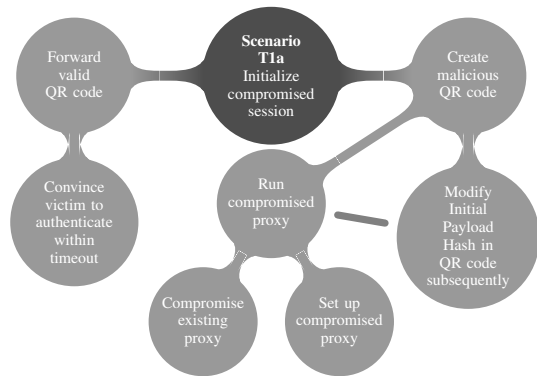 Forward
valid
QR code
Scenario
T1a
Initialize
compromised
session
Create
malicious
QR code
Convince
victim to
authenticate
within
timeout
Run
compromised
proxy
Modify
Initial
Payload
Hash in
QR code
subsequently
Compromise
existing
proxy
Set up
compromised
proxy